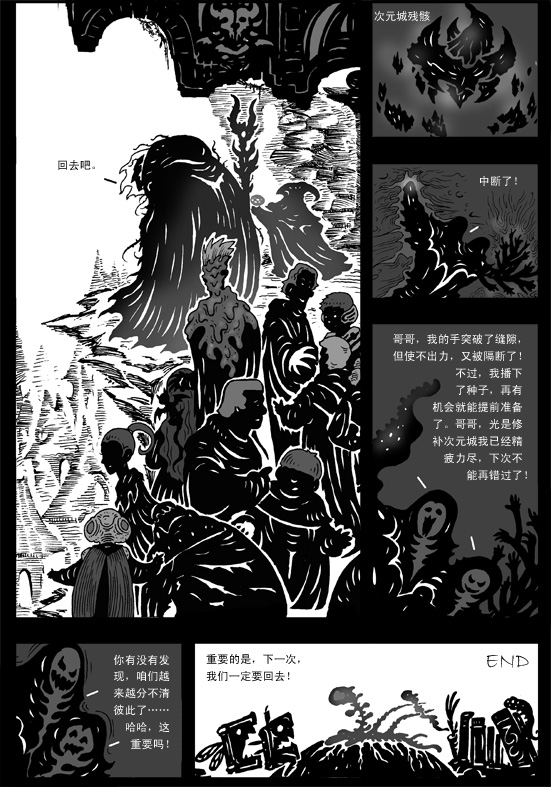 回去吧。
次元城残骸
中断了！
哥哥，我的手突破了缝隙，
但使不出力，又被隔断了！
不过，我播下
了种子，再有
机会就能提前准备
了。哥哥，光是修
补次元城我已经精
疲力尽，下次不
能再错过了！
你有没有发
现，咱们越
来越分不清
彼此了……
哈哈，这
重要吗！
重要的是，下一次，
我们一定要回去！
END